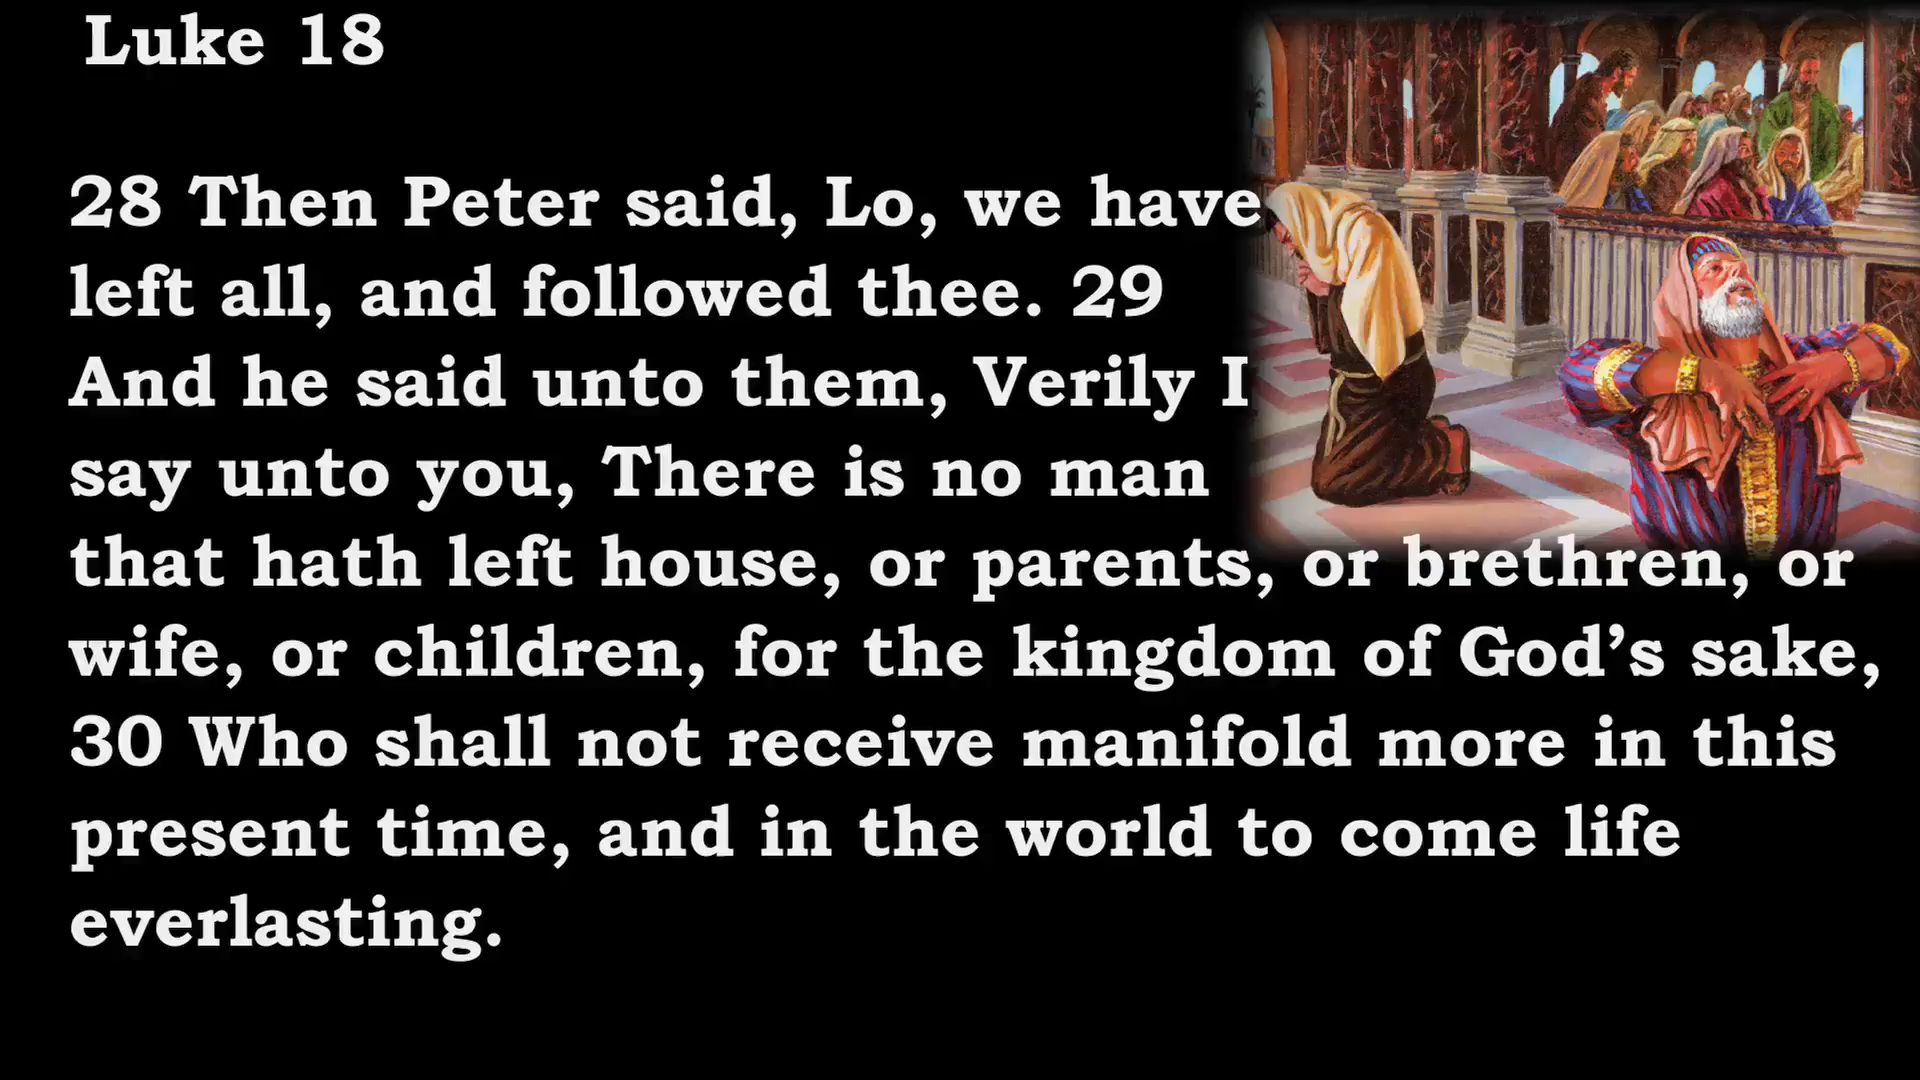 Luke 18
28 Then Peter said, Lo, we have
left all, and followed thee. 29
And he said unto them, Verily I
say unto you, There is no man
that hath left house, or parents, or brethren, or
wife, or children, for the kingdom of God’s sake,
30 Who shall not receive manifold more in this
present time, and in the world to come life
everlasting.